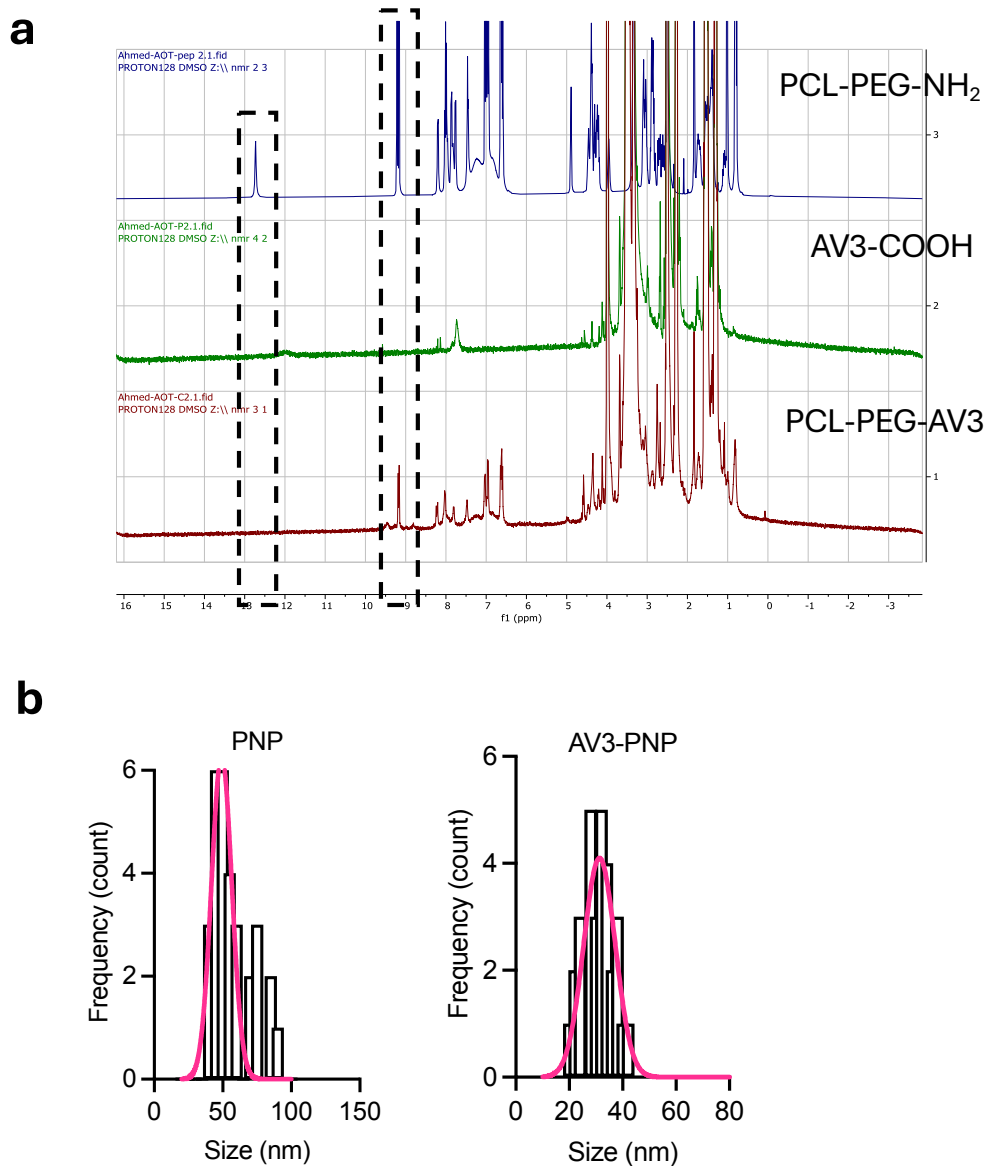 a
Ahmed-AOT-pep 2.1.fid
PROTON128 DMSO Z:\\ nmr 2 3
PCL-PEG-NH₂
3
Ahmed-AOT-P2.1.fid
PROTON128 DMSO Z:\\ nmr 4 2
AV3-COOH
2
Ahmed-AOT-C2.1.fid
PROTON128 DMSO Z:\\ nmr 3 1
PCL-PEG-AV3
1
16 15 14 13 12 11 10 9 8 7 6 5 4 3 2 1 0 -1 -2 -3
f1 (ppm)
b
PNP
6
4
2
0
Frequency (count)
0 50 100 150
Size (nm)
AV3-PNP
6
4
2
0
Frequency (count)
0 20 40 60 80
Size (nm)